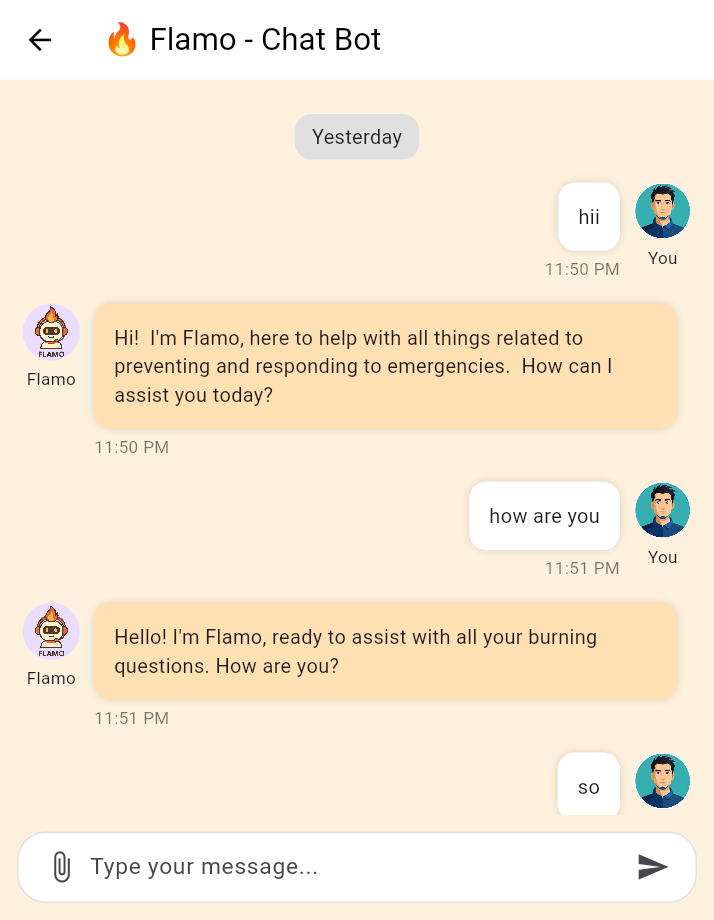 🔥 Flamo - Chat Bot
Yesterday
hii
You
11:50 PM
FLAMO
Flamo
Hi!  I'm Flamo, here to help with all things related to
preventing and responding to emergencies.  How can I
assist you today?
11:50 PM
how are you
You
11:51 PM
FLAMO
Flamo
Hello! I'm Flamo, ready to assist with all your burning
questions. How are you?
11:51 PM
so
Type your message...